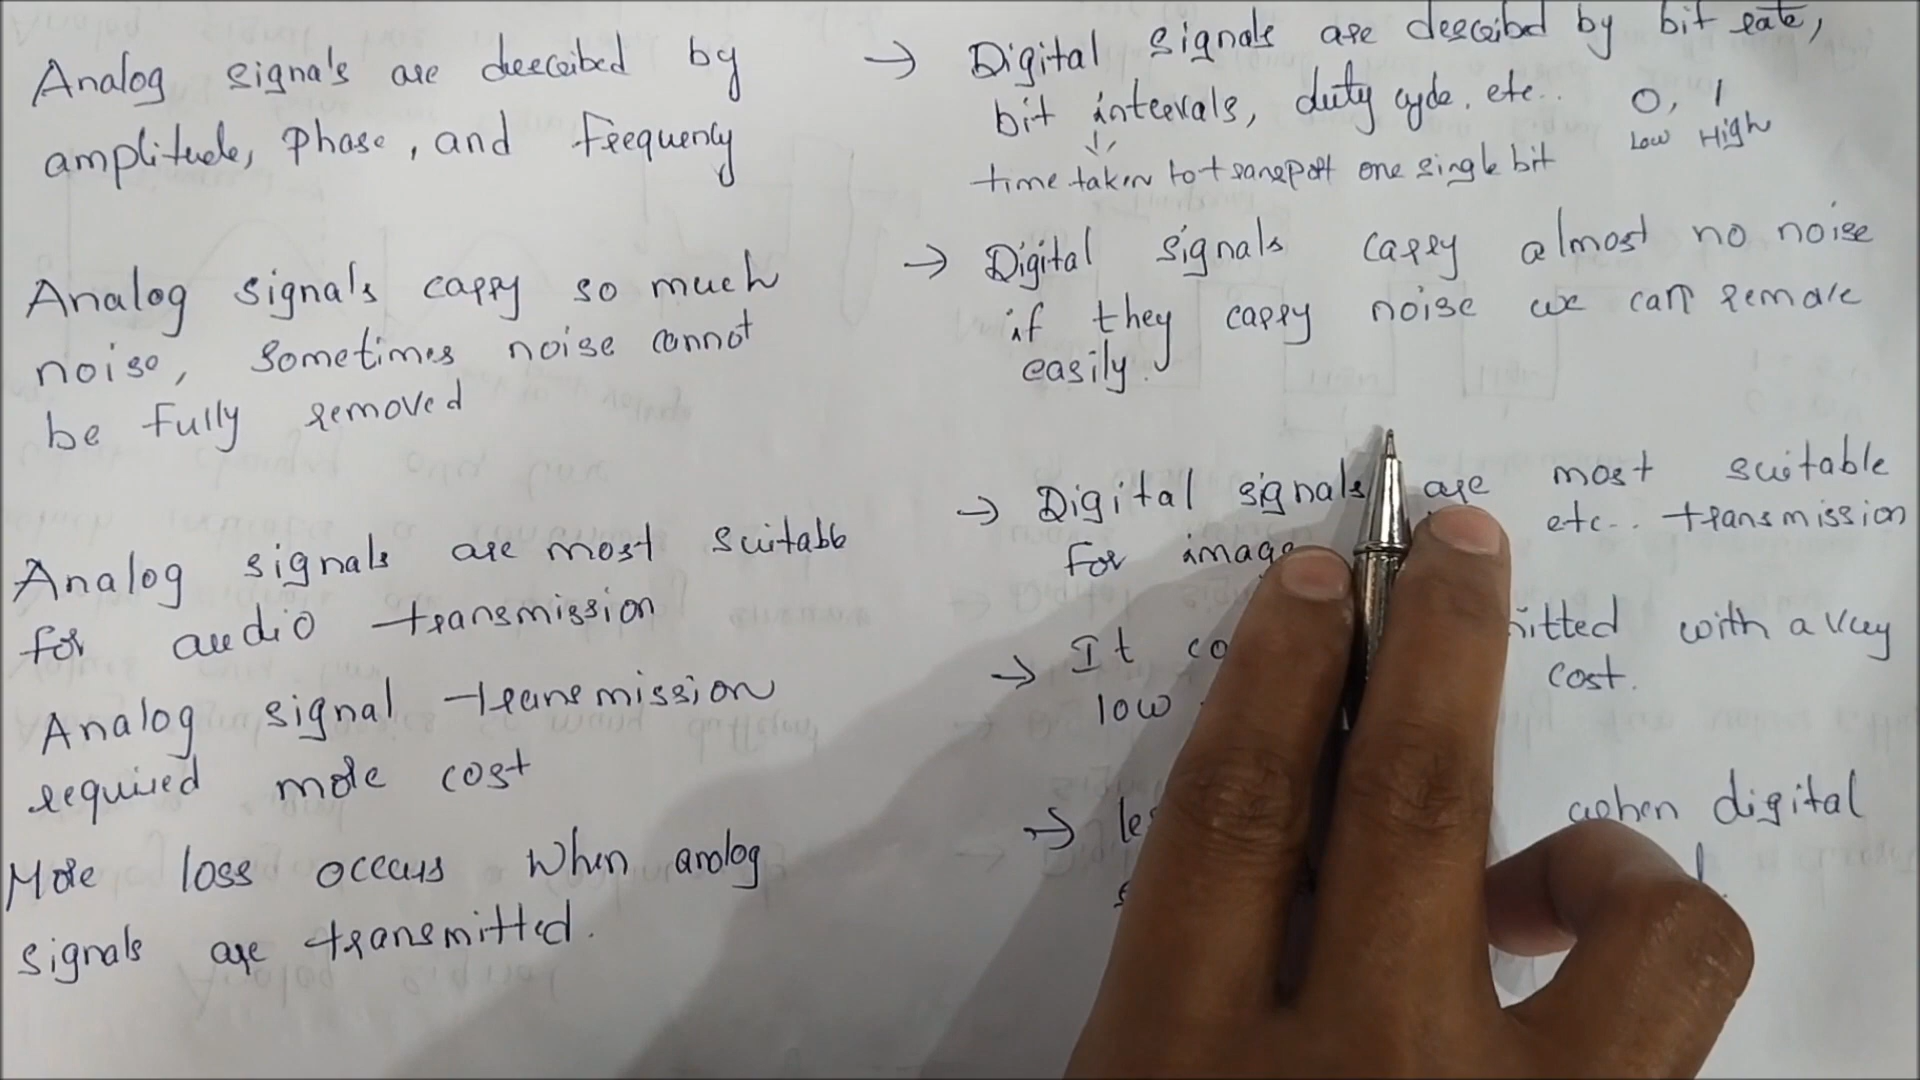 Analog signals are described by
amplitude, Phase, and frequency
Analog signals carry so much
noise, sometimes noise cannot
be fully removed
Analog signals are most suitable
for audio transmission
Analog signal transmission
required more cost
More loss occurs when analog
signals are transmitted.
→ Digital signals are described by bit rate,
bit intervals, duty cycle, etc.. 0, 1
Low High
time taken to transport one single bit
→ Digital signals carry almost no noise
if they carry noise we can remove
easily.
→ Digital signals are most suitable
for image etc.. transmission
→ It with a very
low cost.
→ when digital